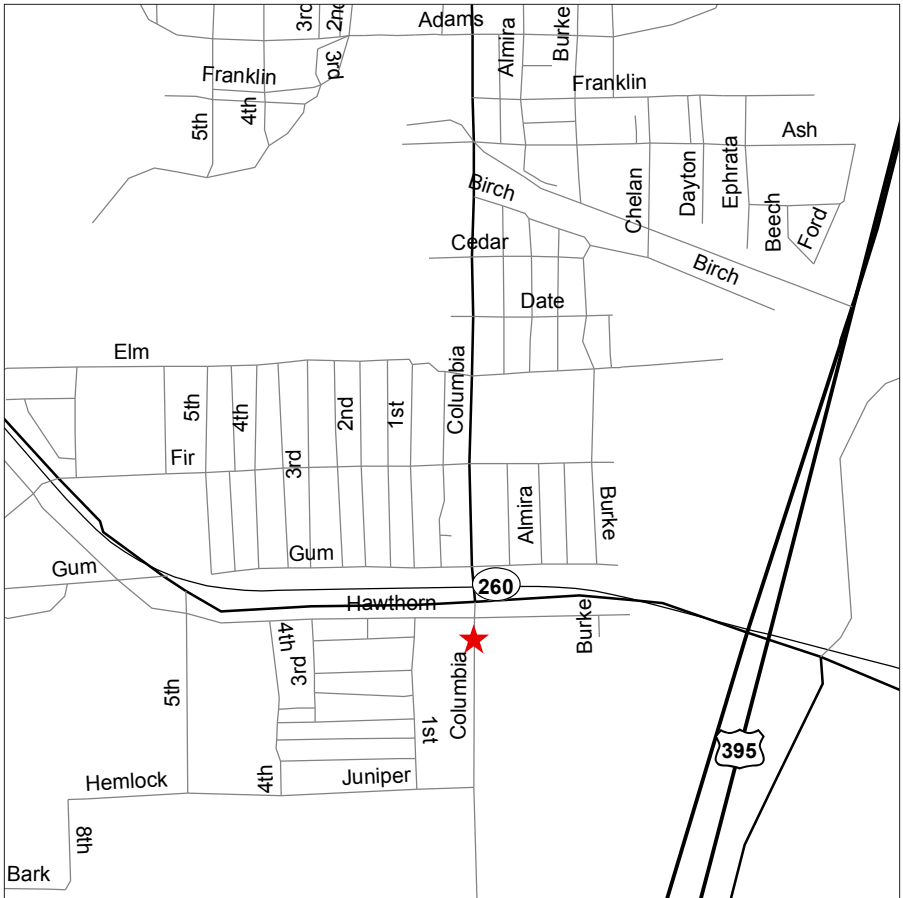 3rd
2nd
Adams
Almira
Burke
Franklin
3rd
Franklin
5th
4th
Ash
Birch
Chelan
Dayton
Ephrata
Beech
Ford
Cedar
Birch
Date
Elm
5th
4th
2nd
1st
Columbia
Fir
3rd
Almira
Burke
Gum
Gum
260
Hawthorn
Burke
4th
3rd
5th
Columbia
1st
395
Hemlock
4th
Juniper
8th
Bark